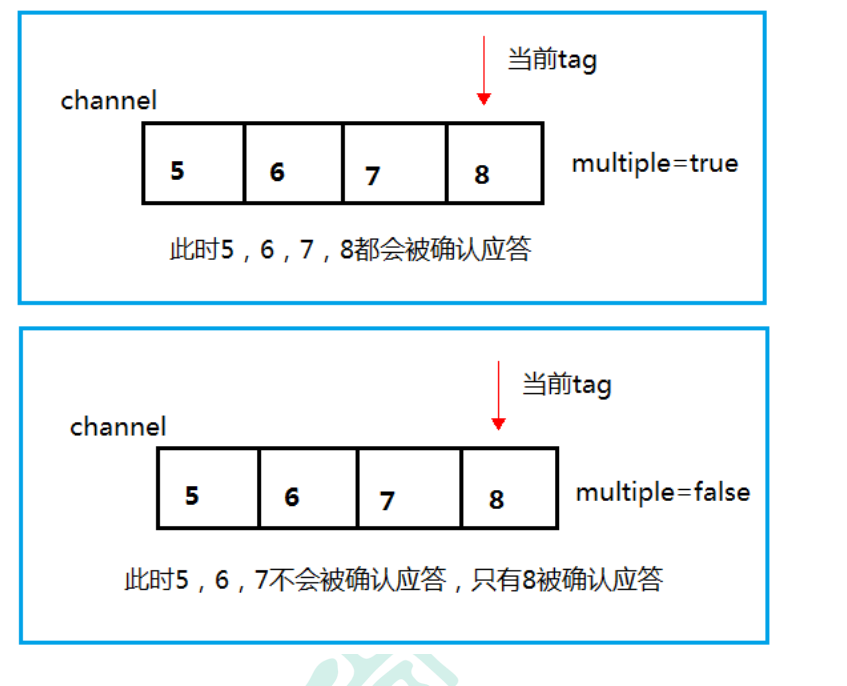 当前tag
channel
5 6 7 8 multiple=true
此时5，6，7，8都会被确认应答
当前tag
channel
5 6 7 8 multiple=false
此时5，6，7不会被确认应答，只有8被确认应答